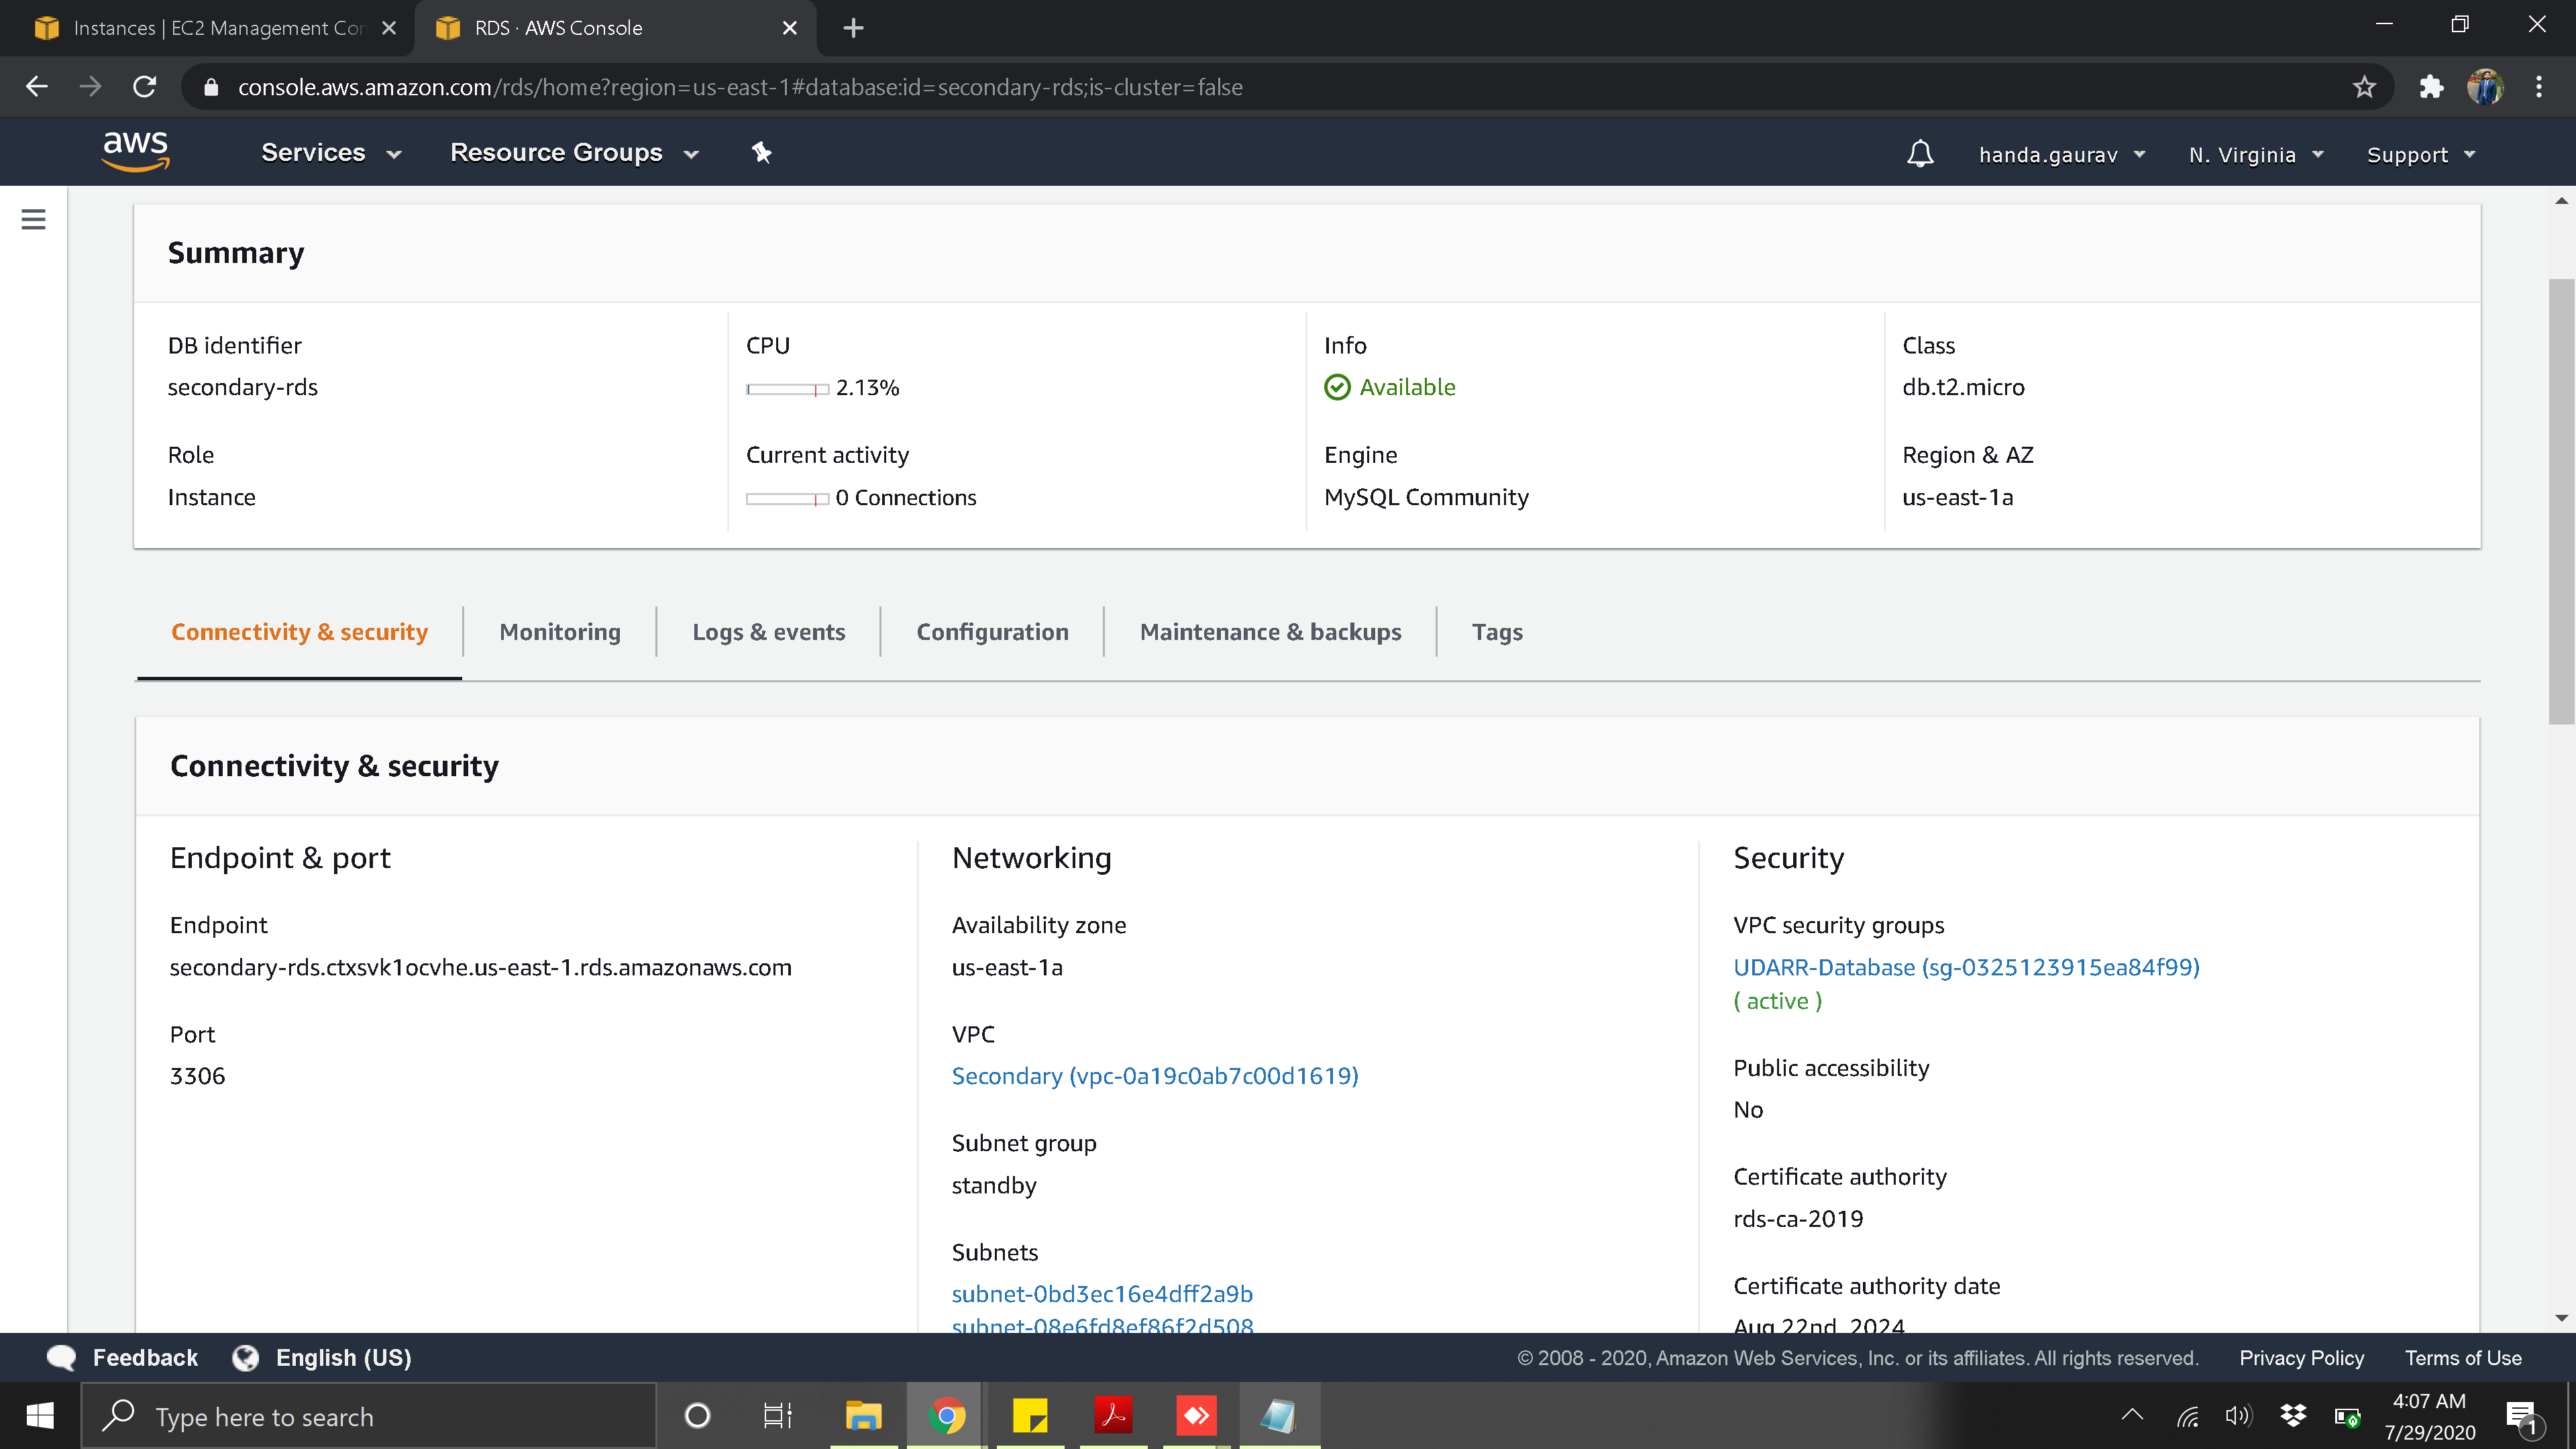 Instances | EC2 Management Con
RDS · AWS Console
console.aws.amazon.com/rds/home?region=us-east-1#database:id=secondary-rds;is-cluster=false
aws
Services
Resource Groups
handa.gaurav
N. Virginia
Support
Summary
DB identifier
CPU
Info
Class
secondary-rds
2.13%
Available
db.t2.micro
Role
Current activity
Engine
Region & AZ
Instance
0 Connections
MySQL Community
us-east-1a
Connectivity & security
Monitoring
Logs & events
Configuration
Maintenance & backups
Tags
Connectivity & security
Endpoint & port
Endpoint
secondary-rds.ctxsvk1ocvhe.us-east-1.rds.amazonaws.com
Port
3306
Networking
Availability zone
us-east-1a
VPC
Secondary (vpc-0a19c0ab7c00d1619)
Subnet group
standby
Subnets
subnet-0bd3ec16e4dff2a9b
subnet-08e6fd8ef86f2d508
Security
VPC security groups
UDARR-Database (sg-0325123915ea84f99)
( active )
Public accessibility
No
Certificate authority
rds-ca-2019
Certificate authority date
Aug 22nd, 2024
Feedback
English (US)
© 2008 - 2020, Amazon Web Services, Inc. or its affiliates. All rights reserved.
Privacy Policy
Terms of Use
Type here to search
4:07 AM
7/29/2020
1